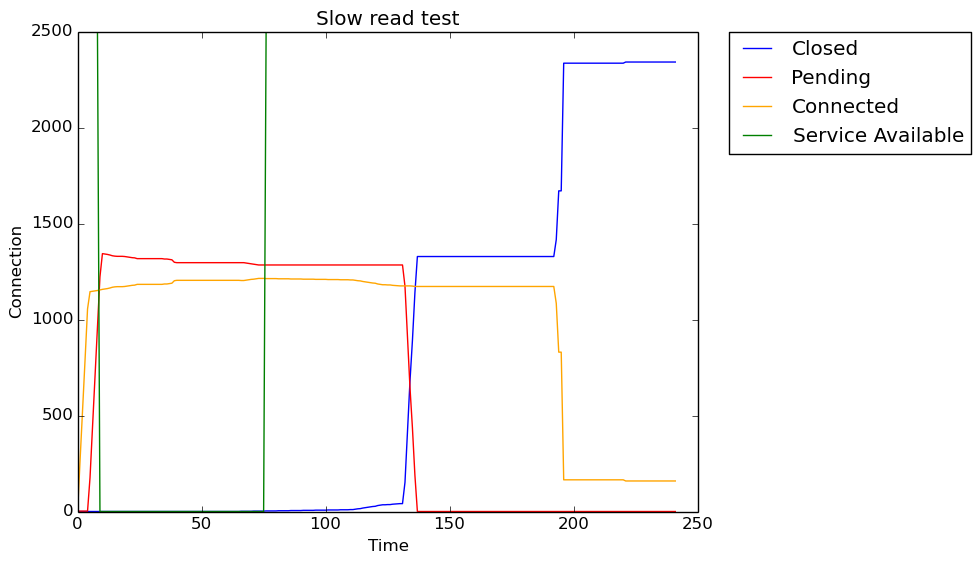 Slow read test
2500
2000
1500
1000
500
0
Connection
0 50 100 150 200 250
Time
Closed
Pending
Connected
Service Available